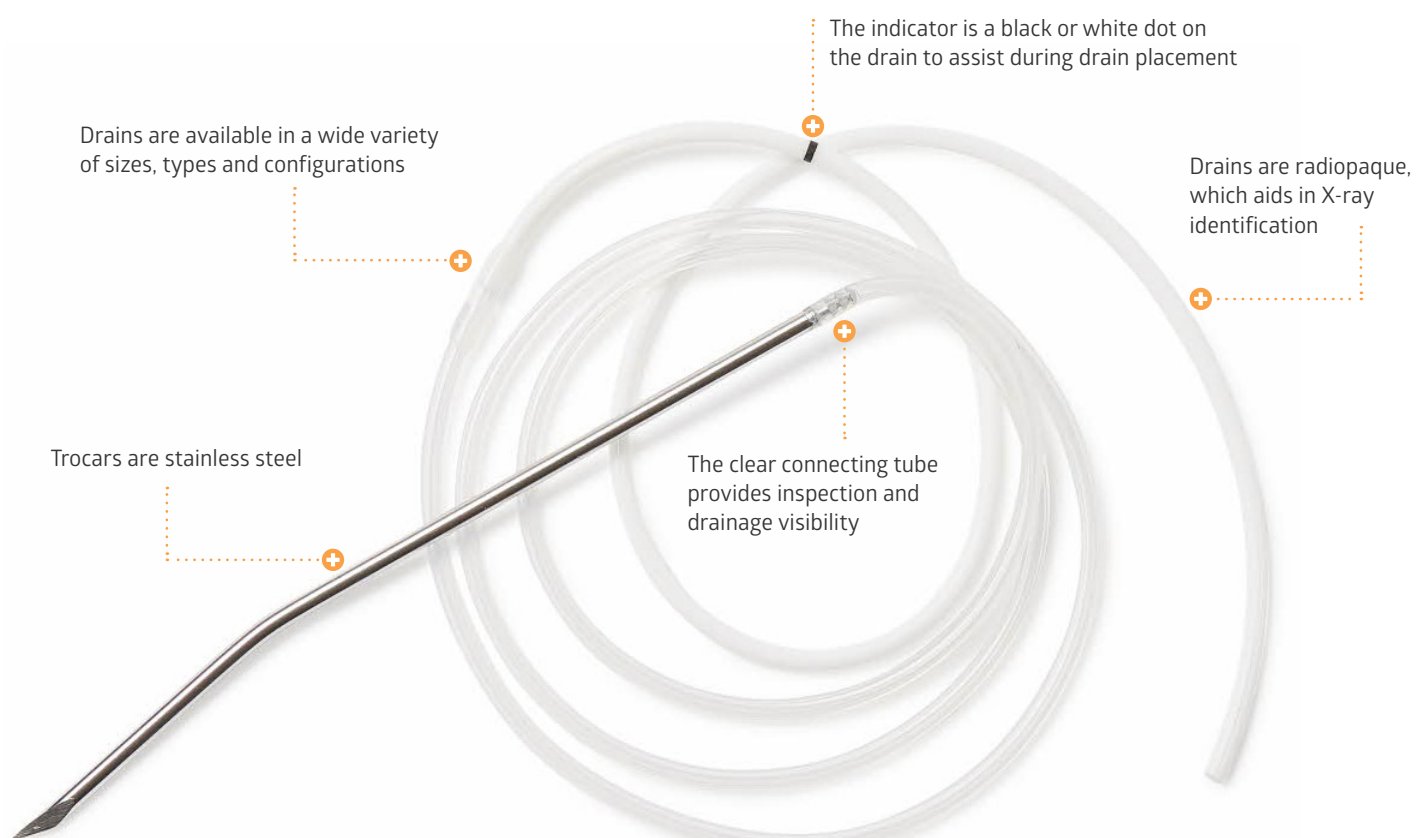 The indicator is a black or white dot on
the drain to assist during drain placement
Drains are available in a wide variety
of sizes, types and configurations
Drains are radiopaque,
which aids in X-ray
identification
Trocars are stainless steel
The clear connecting tube
provides inspection and
drainage visibility